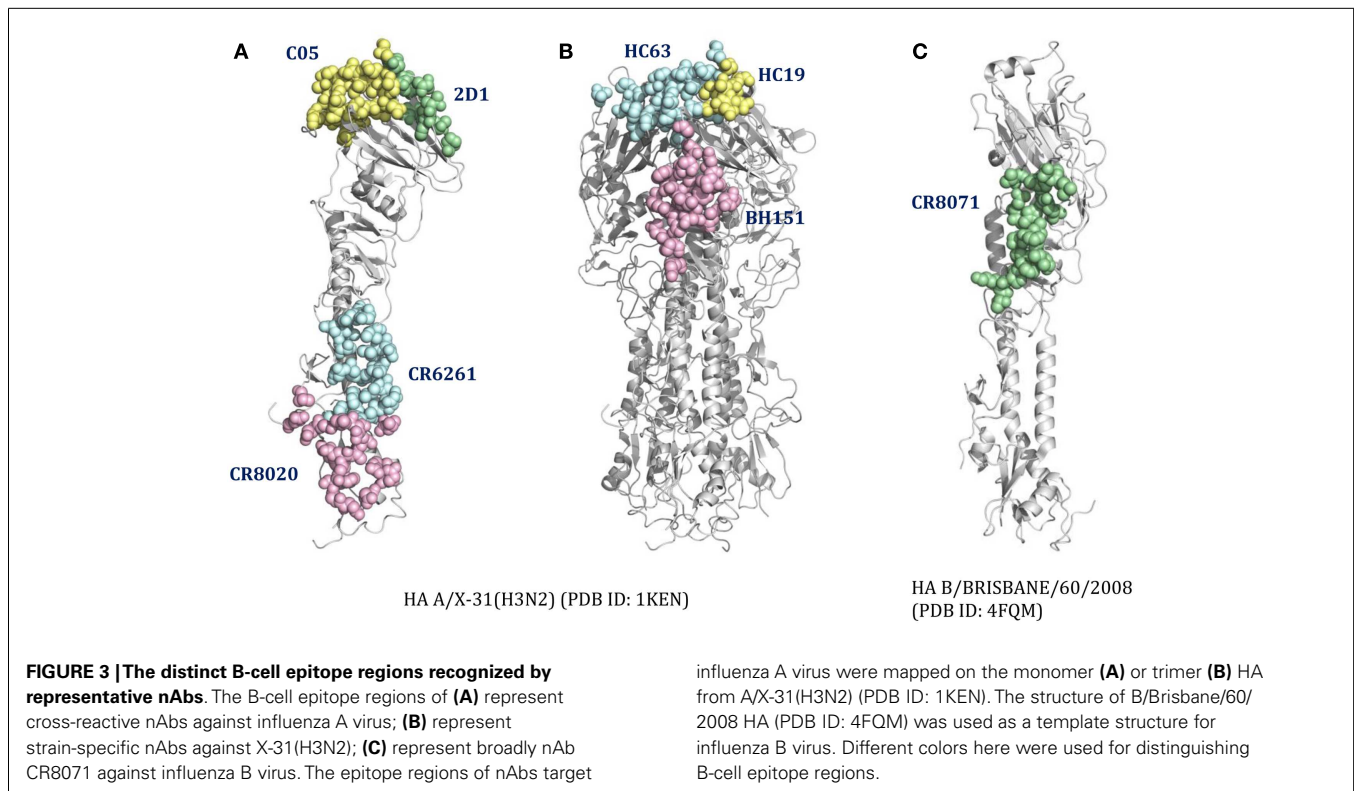 A
C05
2D1
CR6261
CR8020
B
HC63
HC19
BH151
C
CR8071
HA A/X-31(H3N2) (PDB ID: 1KEN)
HA B/BRISBANE/60/2008
(PDB ID: 4FQM)
FIGURE 3 | The distinct B-cell epitope regions recognized by
representative nAbs. The B-cell epitope regions of (A) represent
cross-reactive nAbs against influenza A virus; (B) represent
strain-specific nAbs against X-31(H3N2); (C) represent broadly nAb
CR8071 against influenza B virus. The epitope regions of nAbs target
influenza A virus were mapped on the monomer (A) or trimer (B) HA
from A/X-31(H3N2) (PDB ID: 1KEN). The structure of B/Brisbane/60/
2008 HA (PDB ID: 4FQM) was used as a template structure for
influenza B virus. Different colors here were used for distinguishing
B-cell epitope regions.